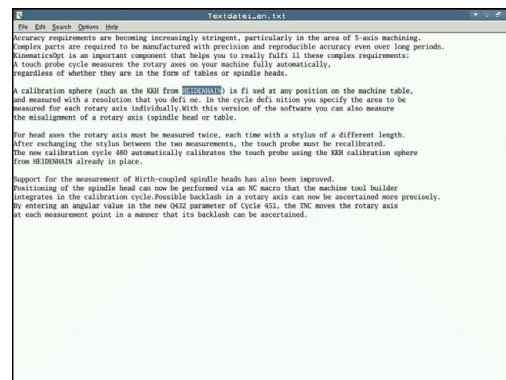 Textdatei_en.txt
File Edit Search Options Help
Accuracy requirements are becoming increasingly stringent, particularly in the area of 5-axis machining.
Complex parts are required to be manufactured with precision and reproducible accuracy even over long periods.
KinematicsOpt is an important component that helps you to really fulfi ll these complex requirements:
A touch probe cycle measures the rotary axes on your machine fully automatically,
regardless of whether they are in the form of tables or spindle heads.
A calibration sphere (such as the KKH from HEIDENHAIN) is fi xed at any position on the machine table,
and measured with a resolution that you defi ne. In the cycle defi nition you specify the area to be
measured for each rotary axis individually.With this version of the software you can also measure
the misalignment of a rotary axis (spindle head or table.
For head axes the rotary axis must be measured twice, each time with a stylus of a different length.
After exchanging the stylus between the two measurements, the touch probe must be recalibrated.
The new calibration cycle 460 automatically calibrates the touch probe using the KKH calibration sphere
from HEIDENHAIN already in place.
Support for the measurement of Hirth-coupled spindle heads has also been improved.
Positioning of the spindle head can now be performed via an NC macro that the machine tool builder
integrates in the calibration cycle.Possible backlash in a rotary axis can now be ascertained more precisely.
By entering an angular value in the new Q432 parameter of Cycle 451, the TNC moves the rotary axis
at each measurement point in a manner that its backlash can be ascertained.